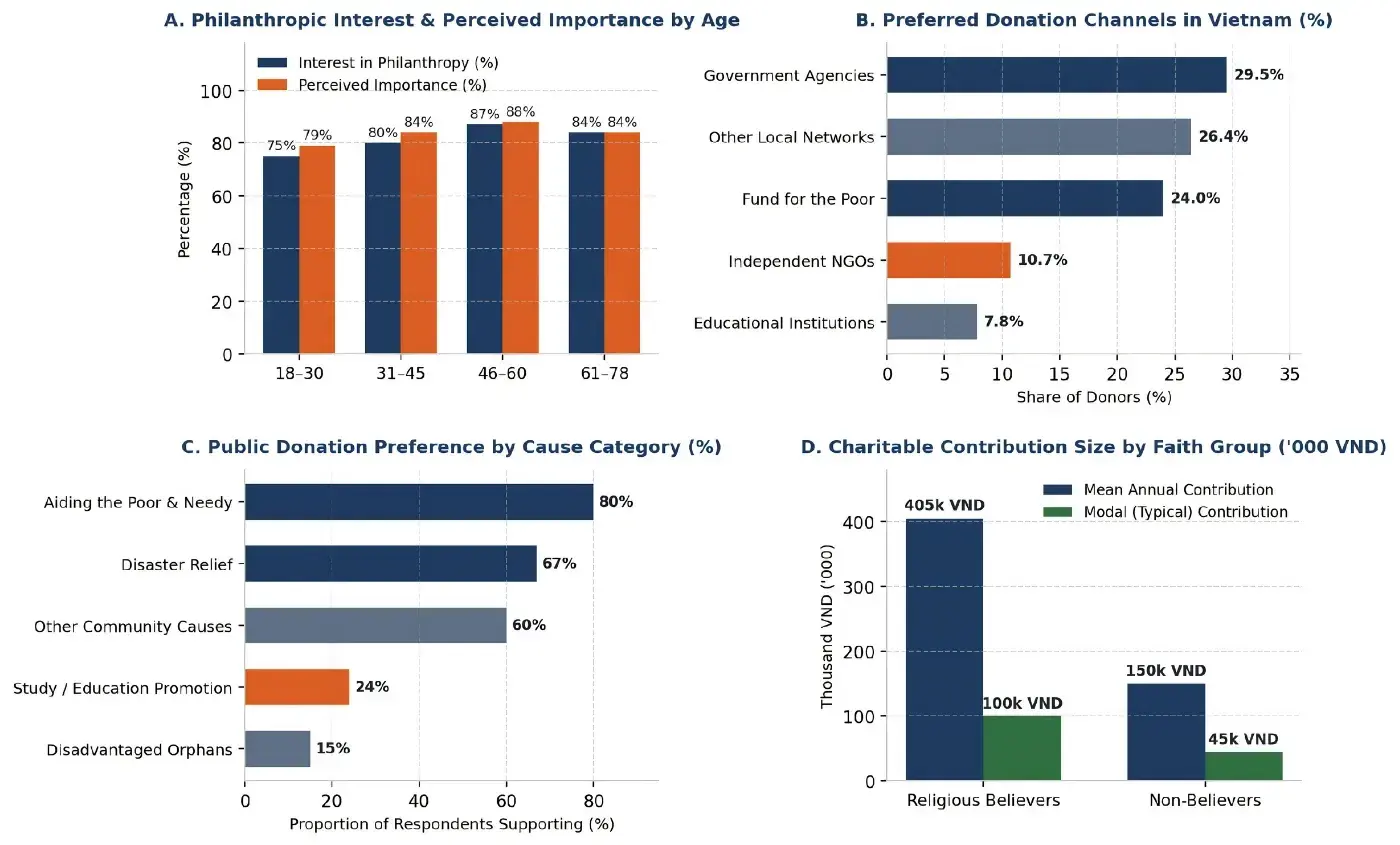 A. Philanthropic Interest & Perceived Importance by Age
Interest in Philanthropy (%)
Perceived Importance (%)
Percentage (%)
100
80
60
40
20
0
75%
79%
80%
84%
87%
88%
84%
84%
18–30
31–45
46–60
61–78
B. Preferred Donation Channels in Vietnam (%)
Government Agencies
29.5%
Other Local Networks
26.4%
Fund for the Poor
24.0%
Independent NGOs
10.7%
Educational Institutions
7.8%
0
5
10
15
20
25
30
35
Share of Donors (%)
C. Public Donation Preference by Cause Category (%)
Aiding the Poor & Needy
80%
Disaster Relief
67%
Other Community Causes
60%
Study / Education Promotion
24%
Disadvantaged Orphans
15%
0
20
40
60
80
Proportion of Respondents Supporting (%)
D. Charitable Contribution Size by Faith Group ('000 VND)
Mean Annual Contribution
Modal (Typical) Contribution
Thousand VND ('000)
400
300
200
100
0
405k VND
100k VND
150k VND
45k VND
Religious Believers
Non-Believers